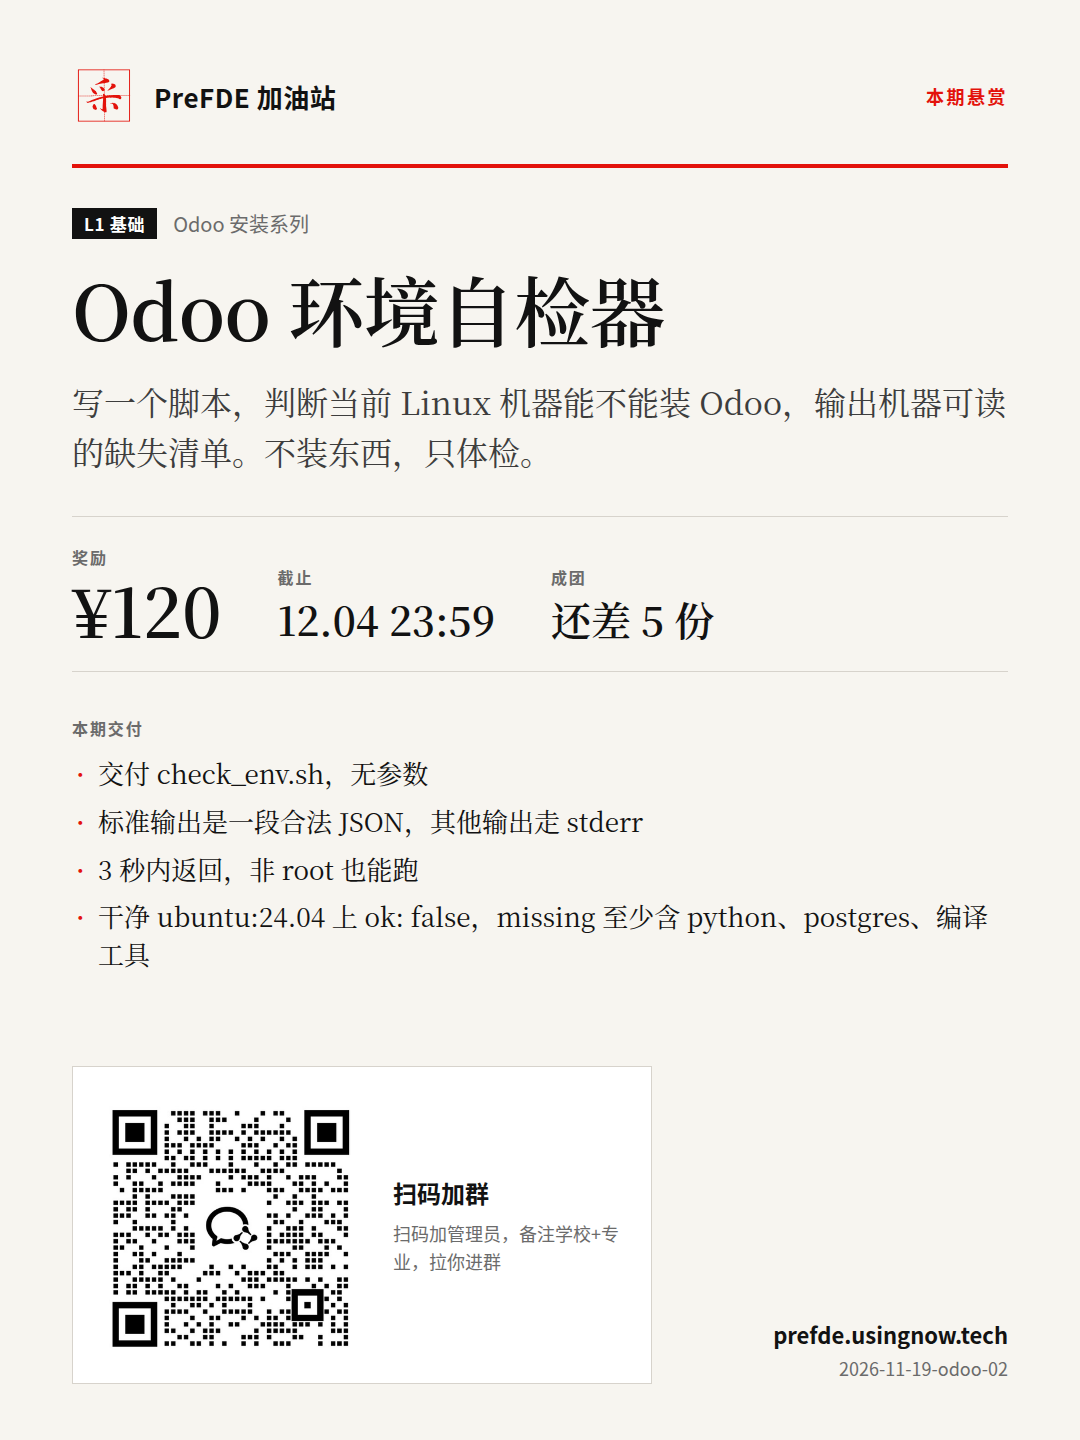 采
PreFDE 加油站
本期悬赏
L1 基础
Odoo 安装系列
Odoo 环境自检器
写一个脚本，判断当前 Linux 机器能不能装 Odoo，输出机器可读
的缺失清单。不装东西，只体检。
奖励
¥120
截止
12.04 23:59
成团
还差 5 份
本期交付
· 交付 check_env.sh，无参数
· 标准输出是一段合法 JSON，其他输出走 stderr
· 3 秒内返回，非 root 也能跑
· 干净 ubuntu:24.04 上 ok: false，missing 至少含 python、postgres、编译
工具
扫码加群
扫码加管理员，备注学校+专
业，拉你进群
prefde.usingnow.tech
2026-11-19-odoo-02